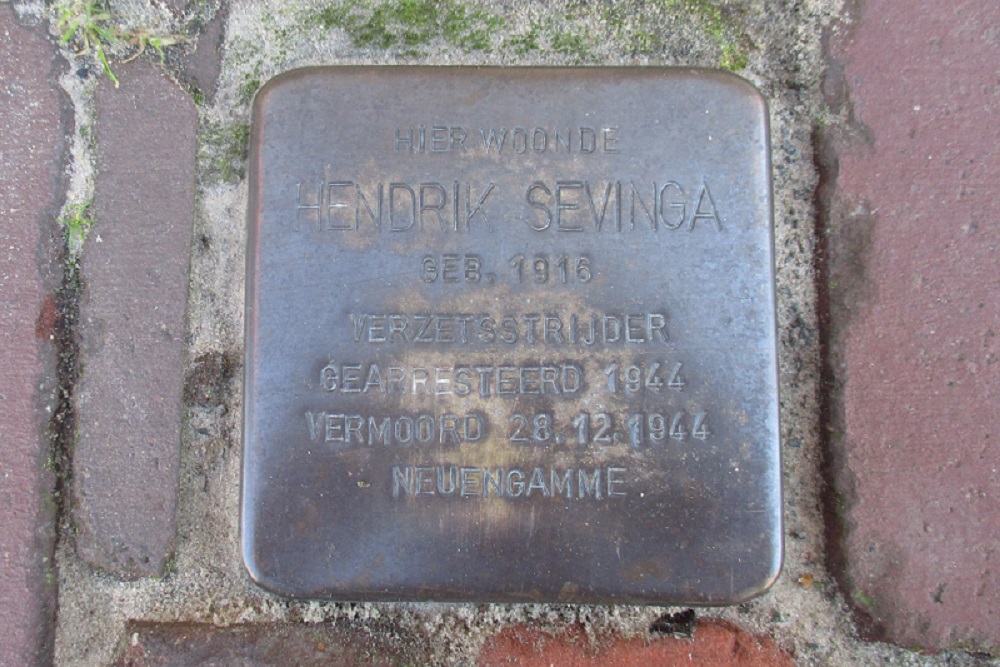 HIER WOONDE
HENDRIK SEVINGA
GEB. 1916
VERZETSSTRIJDER
GEARRESTEERD 1944
VERMOORD 28.12.1944
NEUENGAMME